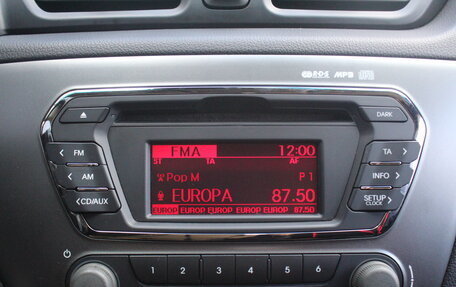 RDS MP3
DARK
FMA 12:00
ST TA AF
Pop M P 1
EUROPA 87.50
EUROP EUROP EUROP EUROP EUROP 87.50
FM
AM
CD/AUX
TA
INFO
SETUP
CLOCK
1 2 3 4 5 6